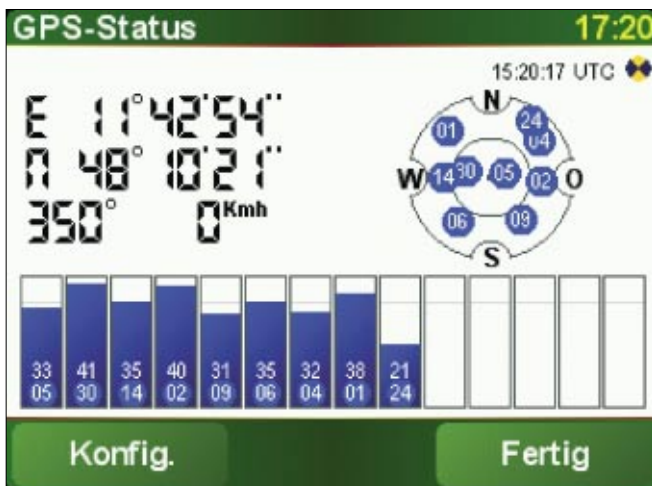 GPS-Status 17:20
15:20:17 UTC
E 11°42'54''
N 48°10'21''
350° 0 Kmh
N
01 24 04
W 14 30 05 02 O
06 09
S
33 41 35 40 31 35 32 38 21
05 30 14 02 09 06 04 01 24
Konfig. Fertig